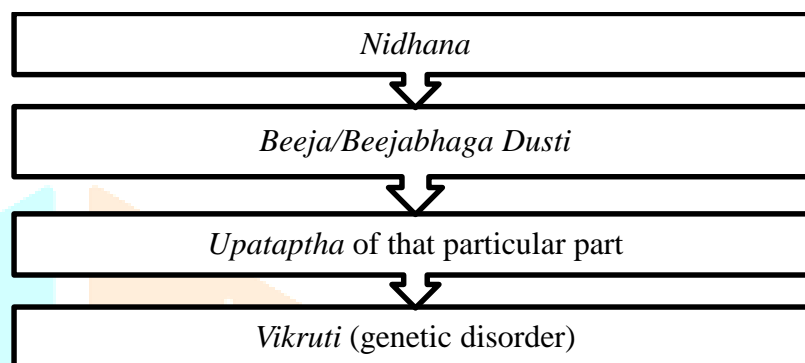 Nidhana
Beeja/Beejabhaga Dusti
Upataptha of that particular part
Vikruti (genetic disorder)